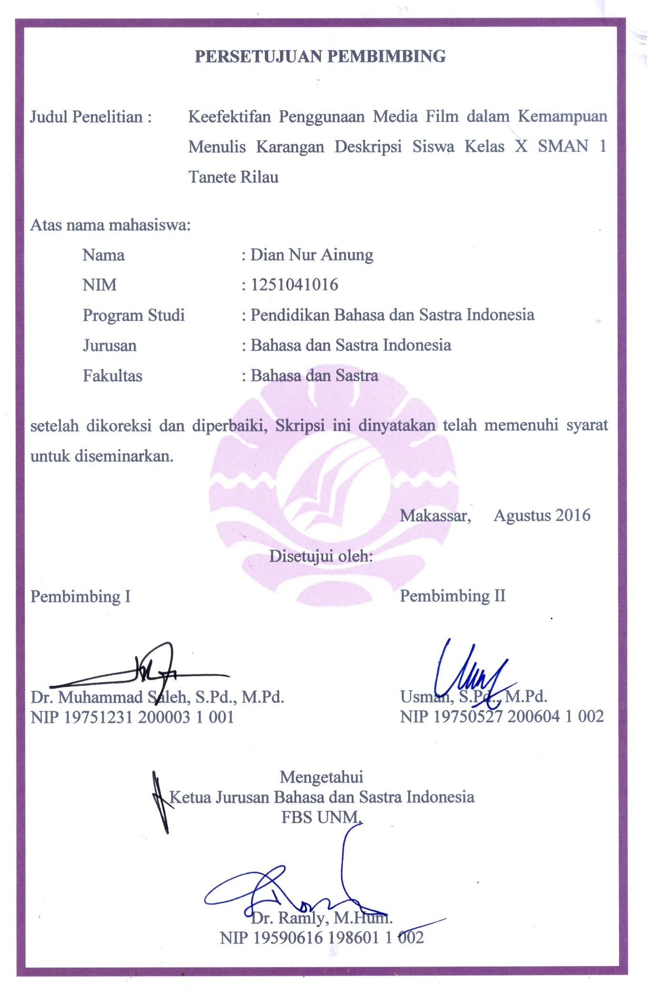 PERSETUJUAN PEMBIMBING
Judul Penelitian : Keefektifan Penggunaan Media Film dalam Kemampuan
Menulis Karangan Deskripsi Siswa Kelas X SMAN 1
Tanete Rilau
Atas nama mahasiswa:
Nama : Dian Nur Ainung
NIM : 1251041016
Program Studi : Pendidikan Bahasa dan Sastra Indonesia
Jurusan : Bahasa dan Sastra Indonesia
Fakultas : Bahasa dan Sastra
setelah dikoreksi dan diperbaiki, Skripsi ini dinyatakan telah memenuhi syarat
untuk diseminarkan.
Makassar, Agustus 2016
Disetujui oleh:
Pembimbing I Pembimbing II
Dr. Muhammad Saleh, S.Pd., M.Pd. Usman, S.Pd., M.Pd.
NIP 19751231 200003 1 001 NIP 19750527 200604 1 002
Mengetahui
Ketua Jurusan Bahasa dan Sastra Indonesia
FBS UNM,
Dr. Ramly, M.Hum.
NIP 19590616 198601 1 002